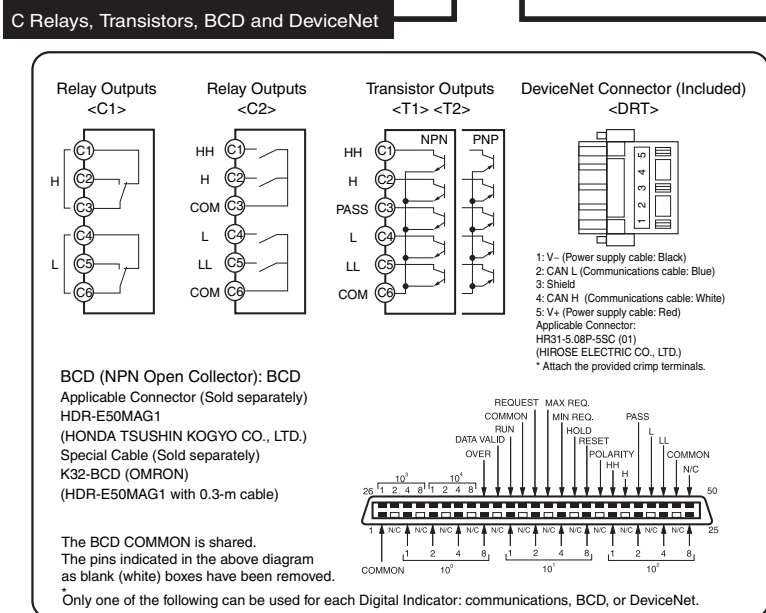 C Relays, Transistors, BCD and DeviceNet
Relay Outputs
<C1>
H
L
C1
C2
C3
C4
C5
C6
Relay Outputs
<C2>
HH
H
COM
L
LL
COM
C1
C2
C3
C4
C5
C6
Transistor Outputs
<T1> <T2>
NPN
PNP
HH
H
PASS
L
LL
COM
C1
C2
C3
C4
C5
C6
DeviceNet Connector (Included)
<DRT>
1 2 3 4 5
1: V– (Power supply cable: Black)
2: CAN L (Communications cable: Blue)
3: Shield
4: CAN H (Communications cable: White)
5: V+ (Power supply cable: Red)
Applicable Connector:
HR31-5.08P-5SC (01)
(HIROSE ELECTRIC CO., LTD.)
* Attach the provided crimp terminals.
BCD (NPN Open Collector): BCD
Applicable Connector (Sold separately)
HDR-E50MAG1
(HONDA TSUSHIN KOGYO CO., LTD.)
Special Cable (Sold separately)
K32-BCD (OMRON)
(HDR-E50MAG1 with 0.3-m cable)
The BCD COMMON is shared.
The pins indicated in the above diagram
as blank (white) boxes have been removed.
REQUEST MAX REQ.
COMMON MIN REQ. PASS
RUN HOLD L
DATA VALID RESET LL
OVER POLARITY COMMON
HH
H
N/C
10³ 10⁴
26 1 2 4 8 1 2 4 8 50
1 N/C N/C N/C N/C N/C N/C N/C N/C N/C N/C N/C N/C 25
COMMON 1 2 4 8 1 2 4 8 1 2 4 8
10⁰ 10¹ 10²
* Only one of the following can be used for each Digital Indicator: communications, BCD, or DeviceNet.